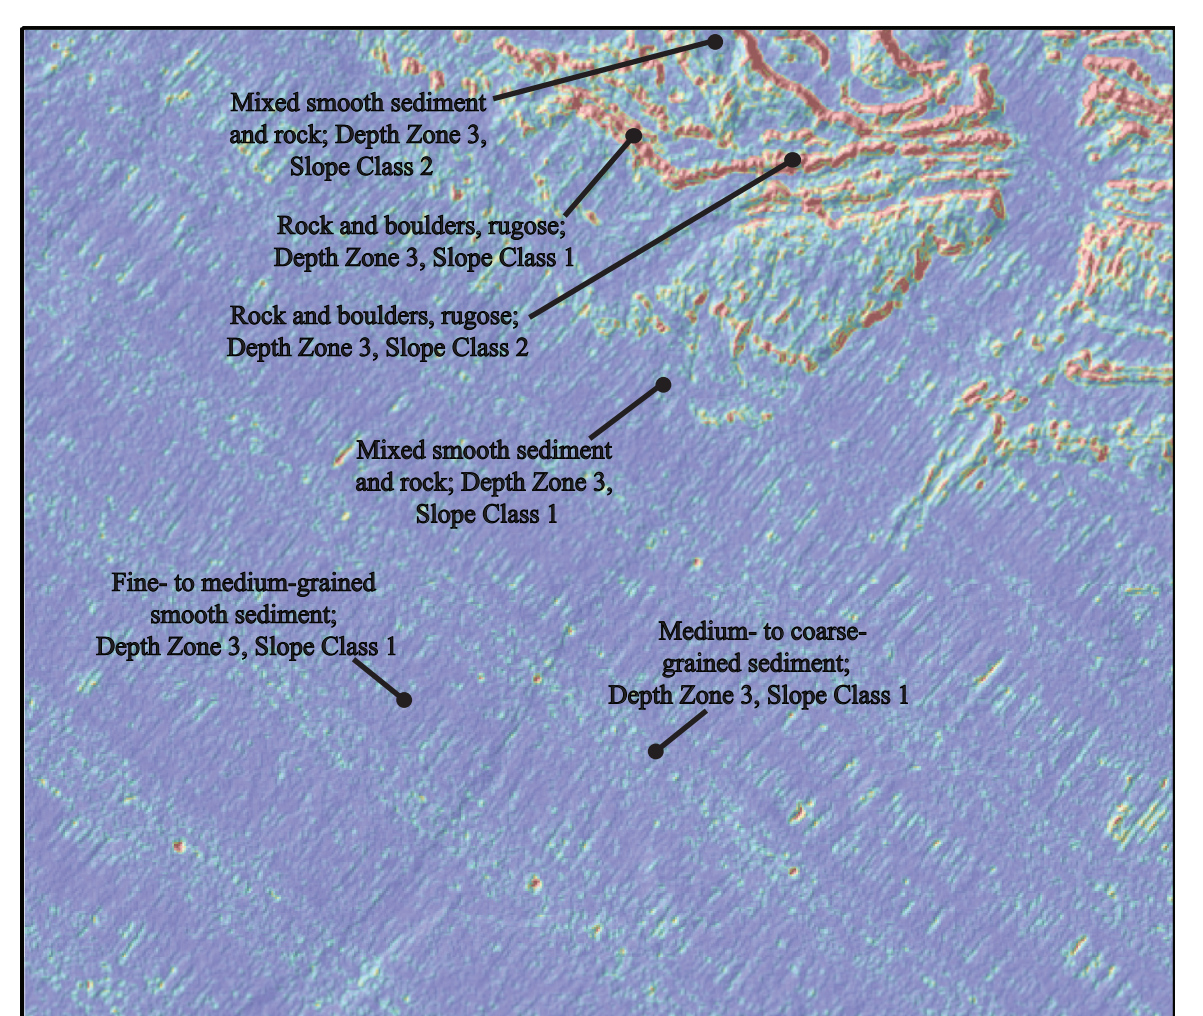 Mixed smooth sediment
and rock; Depth Zone 3,
Slope Class 2
Rock and boulders, rugose;
Depth Zone 3, Slope Class 1
Rock and boulders, rugose;
Depth Zone 3, Slope Class 2
Mixed smooth sediment
and rock; Depth Zone 3,
Slope Class 1
Fine- to medium-grained
smooth sediment;
Depth Zone 3, Slope Class 1
Medium- to coarse-
grained sediment;
Depth Zone 3, Slope Class 1